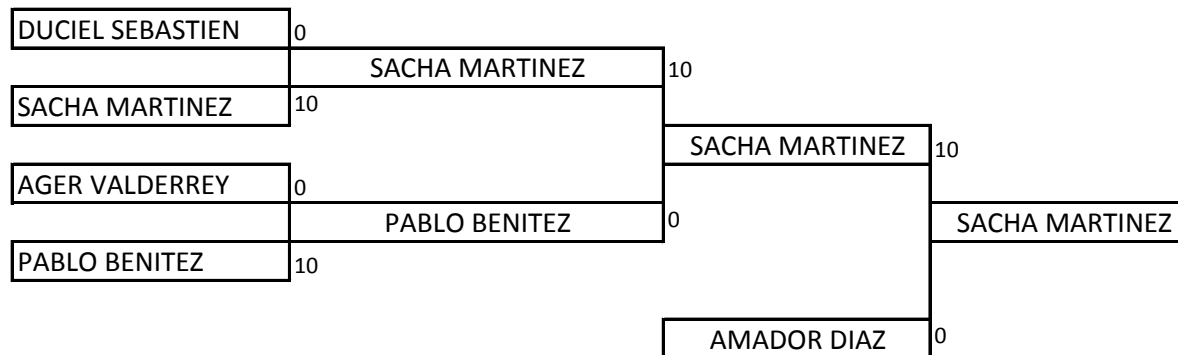 DUCIEL SEBASTIEN 0
SACHA MARTINEZ 10
SACHA MARTINEZ 10
SACHA MARTINEZ 10
AGER VALDERREY 0
PABLO BENITEZ 0
SACHA MARTINEZ
PABLO BENITEZ 10
AMADOR DIAZ 0